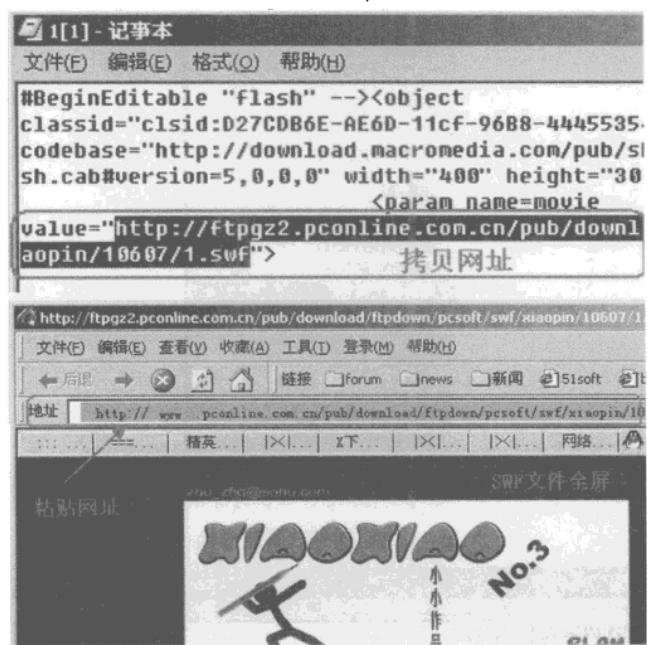 1[1] - 记事本
文件(F) 编辑(E) 格式(O) 帮助(H)
#BeginEditable "flash" --><object
classid="clsid:D27CDB6E-AE6D-11cf-96B8-4445535
codebase="http://download.macromedia.com/pub/s
sh.cab#version=5,0,0,0" width="400" height="30
<param name=movie
value="http://ftpgz2.pconline.com.cn/pub/downl
aopin/10607/1.swf">
拷贝网址
http://ftpgz2.pconline.com.cn/pub/download/ftpdown/pcsoft/swf/xiaopin/10607/1.
文件(F) 编辑(E) 查看(V) 收藏(A) 工具(T) 登录(M) 帮助(H)
后退 链接 forum news 新闻 51soft
地址 http:// www .pconline.com.cn/pub/download/ftpdown/pcsoft/swf/xiaopin/10
::: ... ===... 精英... |><|... X下... |><|... |><|... 网络...
zhu_zhq@sohu.com SWF文件全屏
粘贴网址
XIAOXIAO
No.3
小小作品